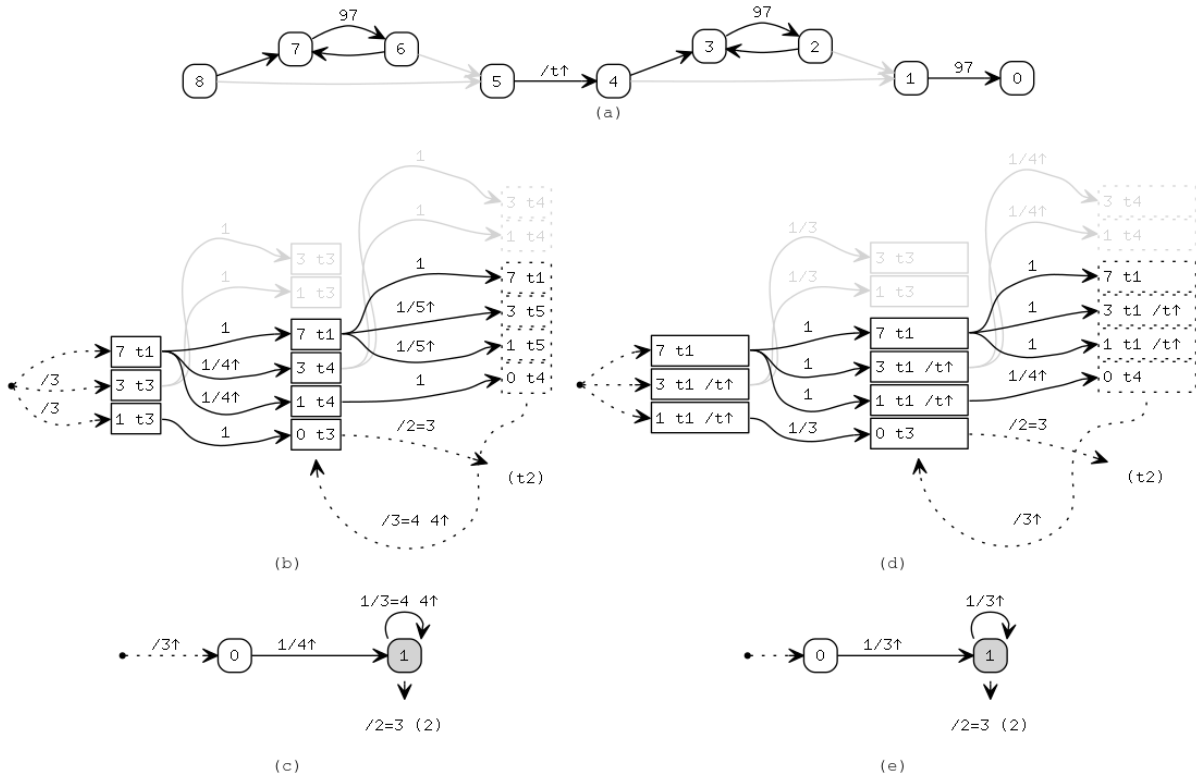 97
97
7
6
3
2
8
5
/t↑
4
1
97
0
(a)
1
1/4↑
3 t4
3 t4
1
1/4↑
1 t4
1 t4
1
1/3
3 t3
3 t3
1
1/3
1 t3
1 t3
1
7 t1
1
7 t1
1/5↑
3 t5
1
3 t1 /t↑
1
7 t1
1
7 t1
7 t1
7 t1
1/5↑
1 t5
1
1 t1 /t↑
1/4↑
3 t4
1
3 t1 /t↑
/3
3 t3
3 t1 /t↑
1
0 t4
1/4↑
0 t4
1/4↑
1 t4
1
1 t1 /t↑
/3
1 t3
1 t1 /t↑
1
0 t3
1/3
0 t3
/2=3
/2=3
(t2)
(t2)
/3=4 4↑
/3↑
(b)
(d)
1/3=4 4↑
1/3↑
/3↑
0
1/4↑
1
0
1/3↑
1
/2=3 (2)
/2=3 (2)
(c)
(e)